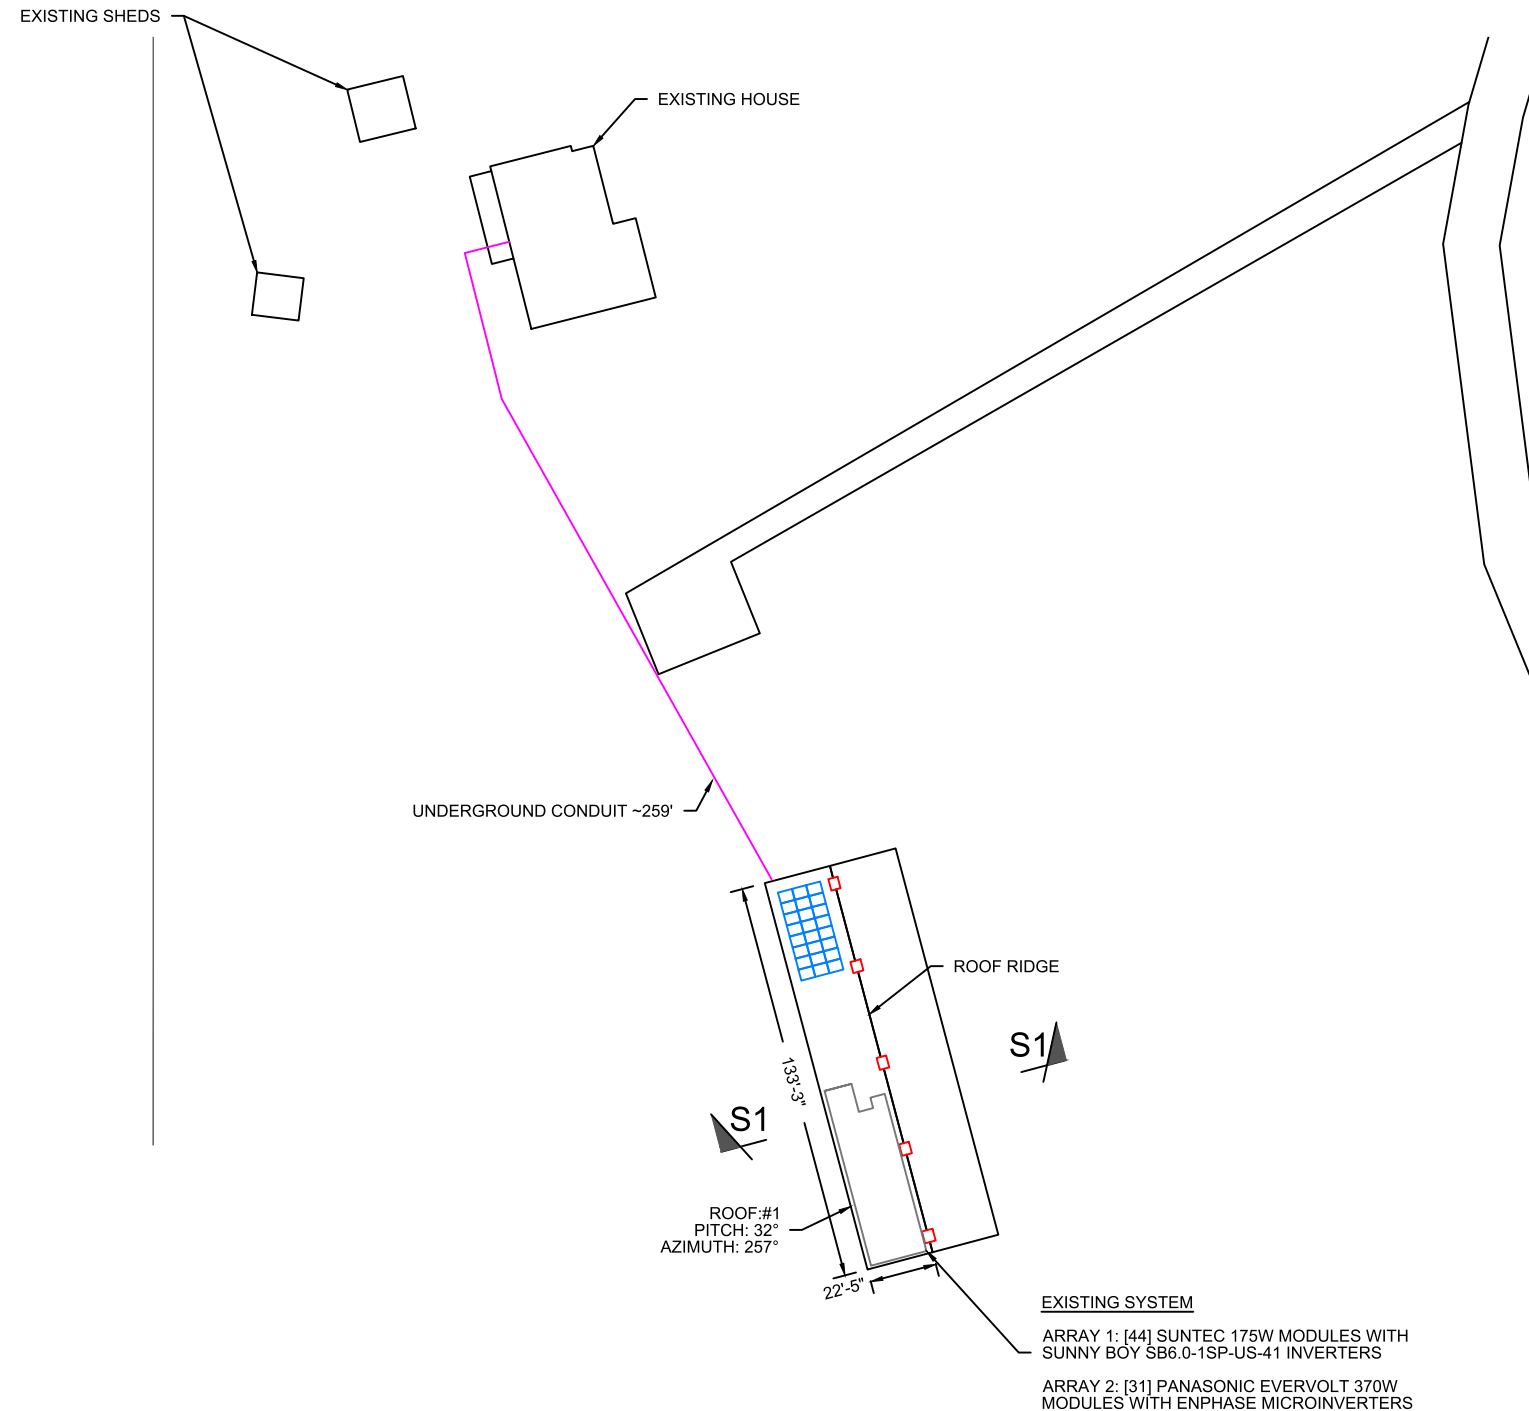 EXISTING SHEDS
EXISTING HOUSE
UNDERGROUND CONDUIT ~259'
ROOF RIDGE
S1
133'-3"
S1
ROOF:#1
PITCH: 32°
AZIMUTH: 257°
22'-5"
EXISTING SYSTEM
ARRAY 1: [44] SUNTEC 175W MODULES WITH
SUNNY BOY SB6.0-1SP-US-41 INVERTERS
ARRAY 2: [31] PANASONIC EVERVOLT 370W
MODULES WITH ENPHASE MICROINVERTERS